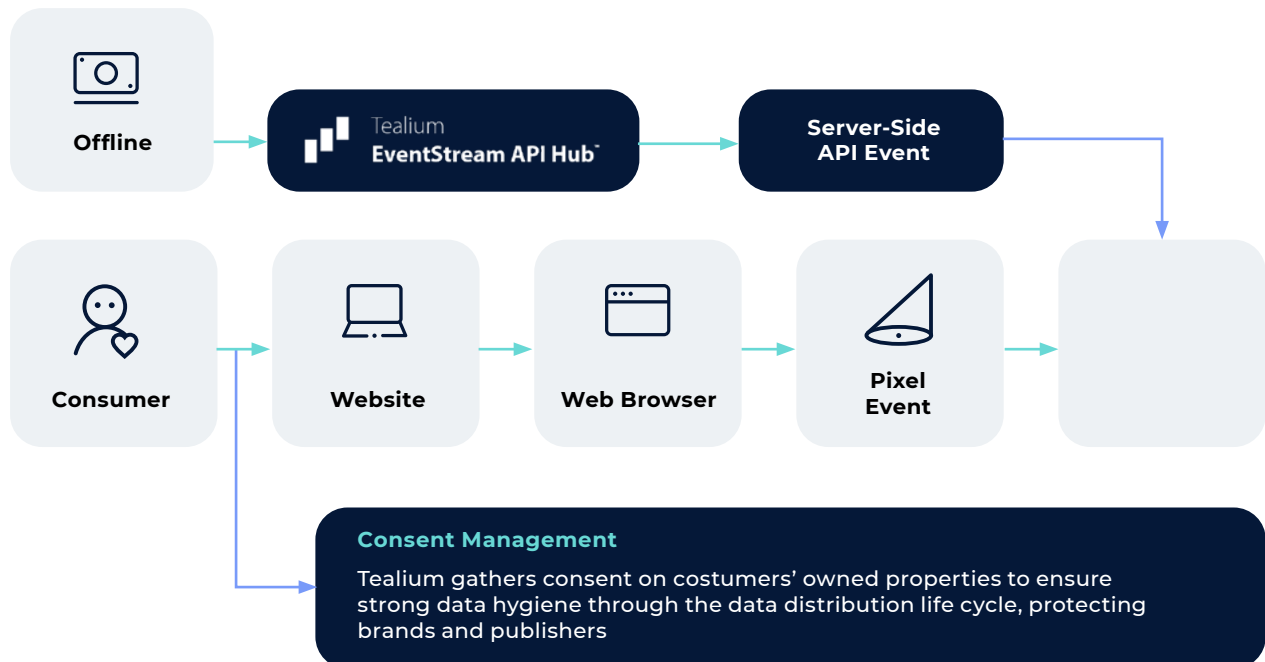 Offline
Tealium
EventStream API Hub™
Server-Side
API Event
Consumer
Website
Web Browser
Pixel
Event
Consent Management
Tealium gathers consent on costumers’ owned properties to ensure
strong data hygiene through the data distribution life cycle, protecting
brands and publishers